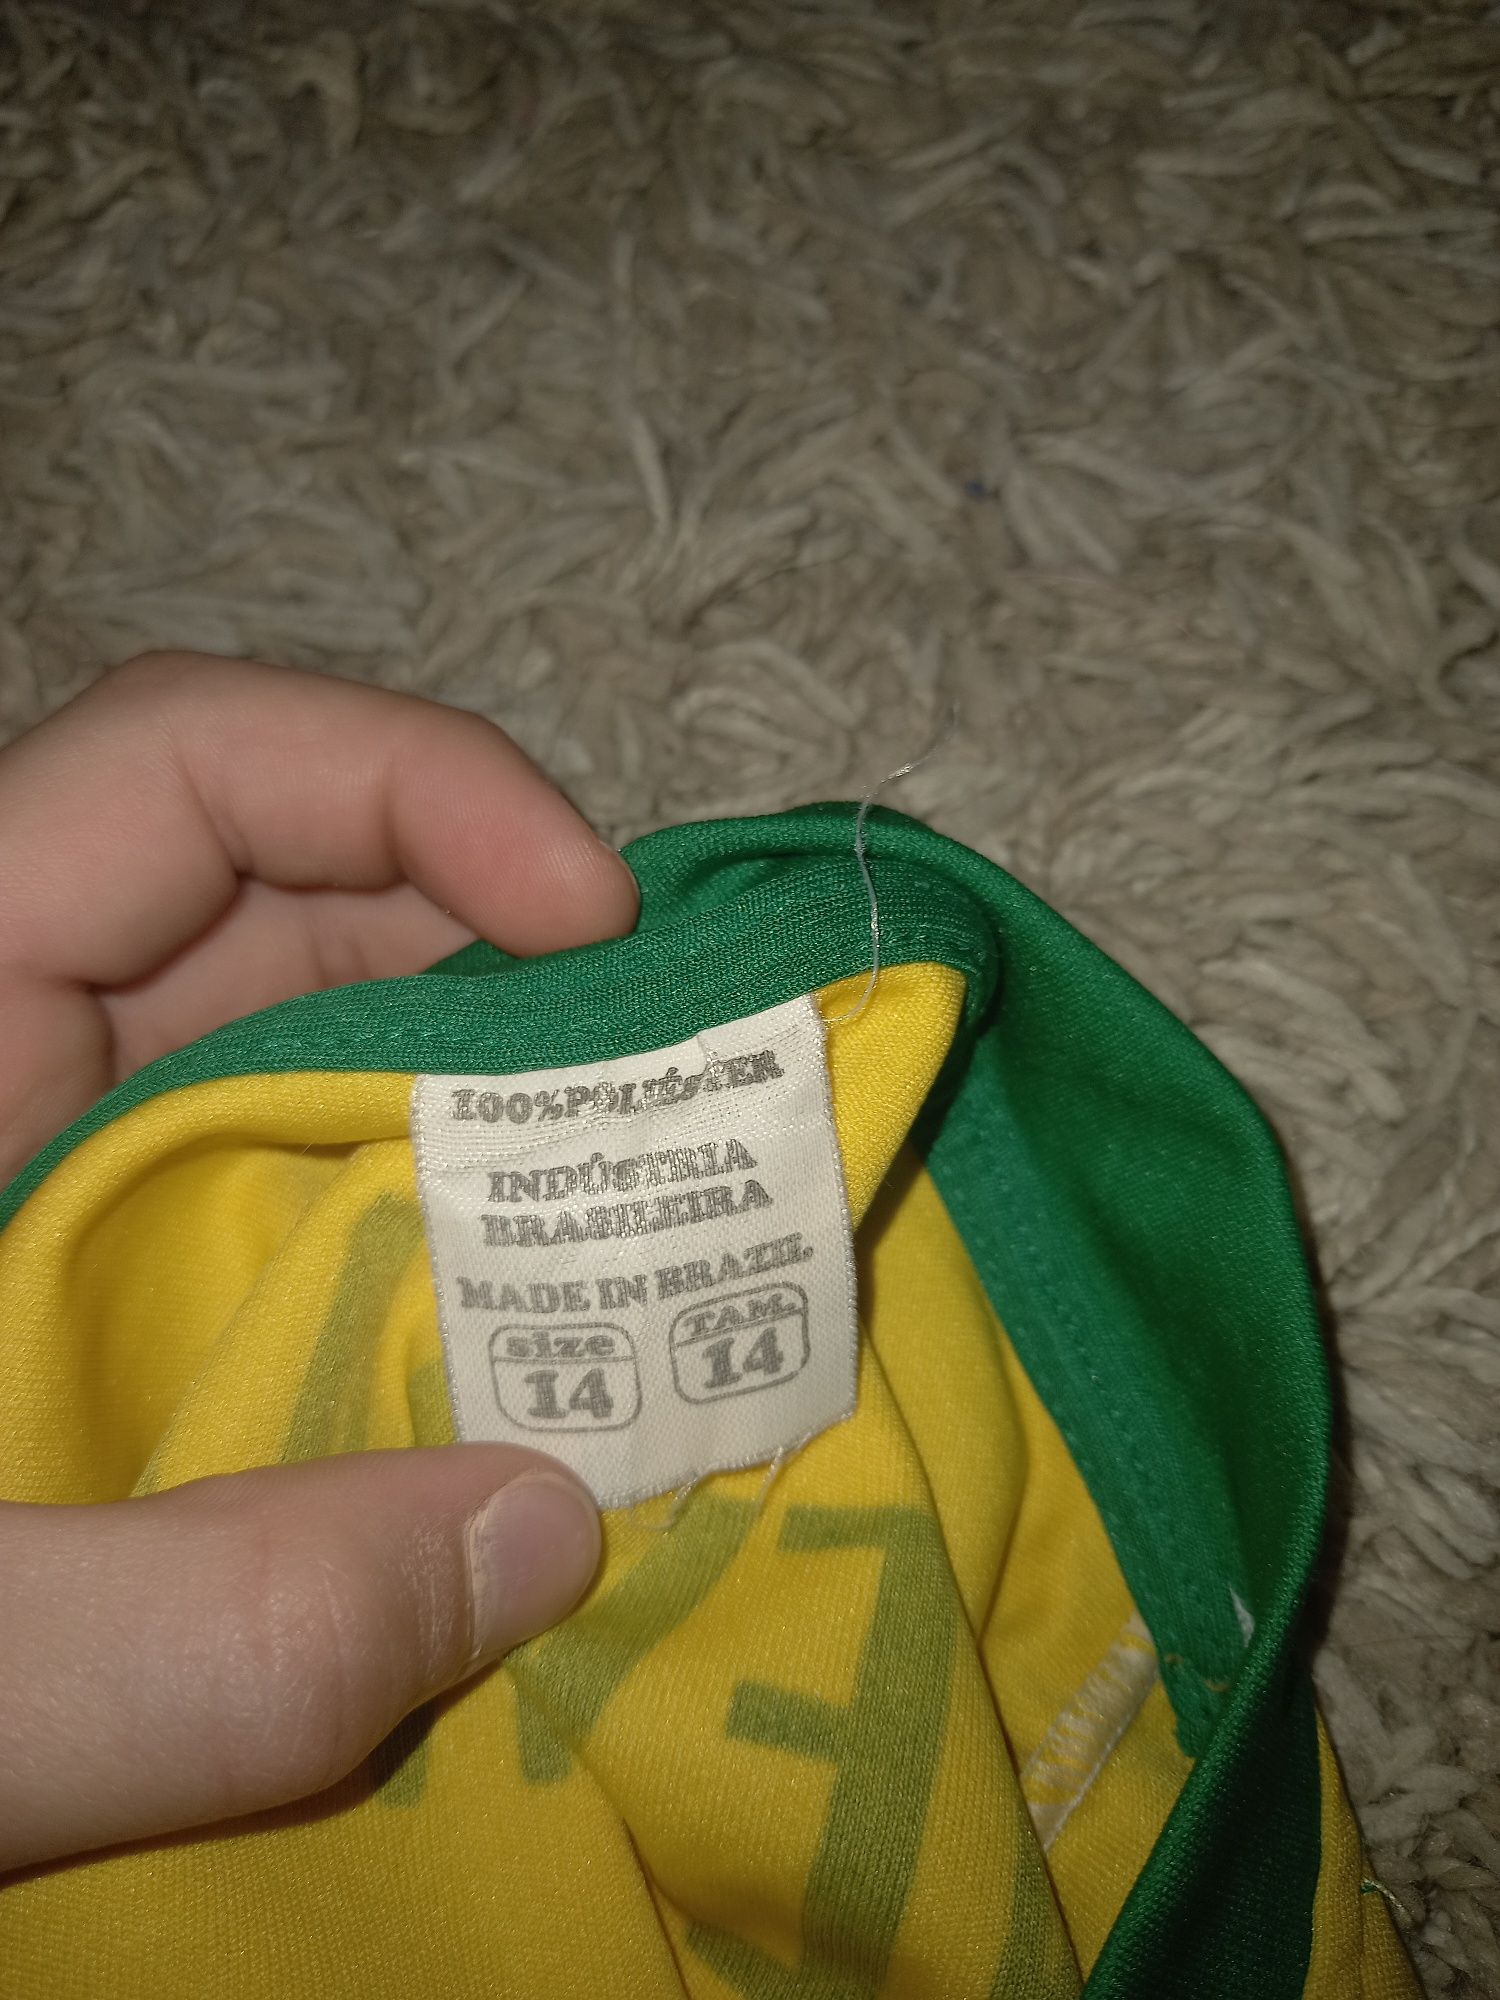 100%POLIÉSTER
INDÚSTRIA
BRASILEIRA
MADE IN BRAZIL
size TAM.
14 14